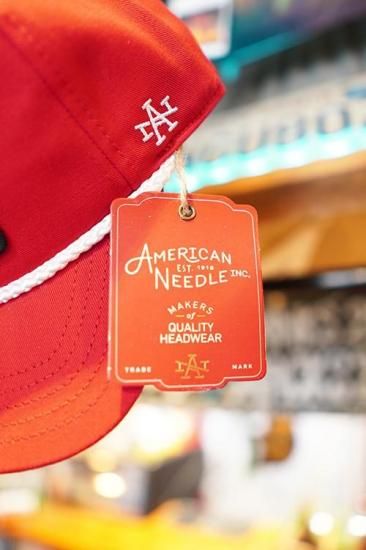 AMERICAN
EST. 1918
NEEDLE INC.
MAKERS
of
QUALITY
HEADWEAR
TRADE MARK